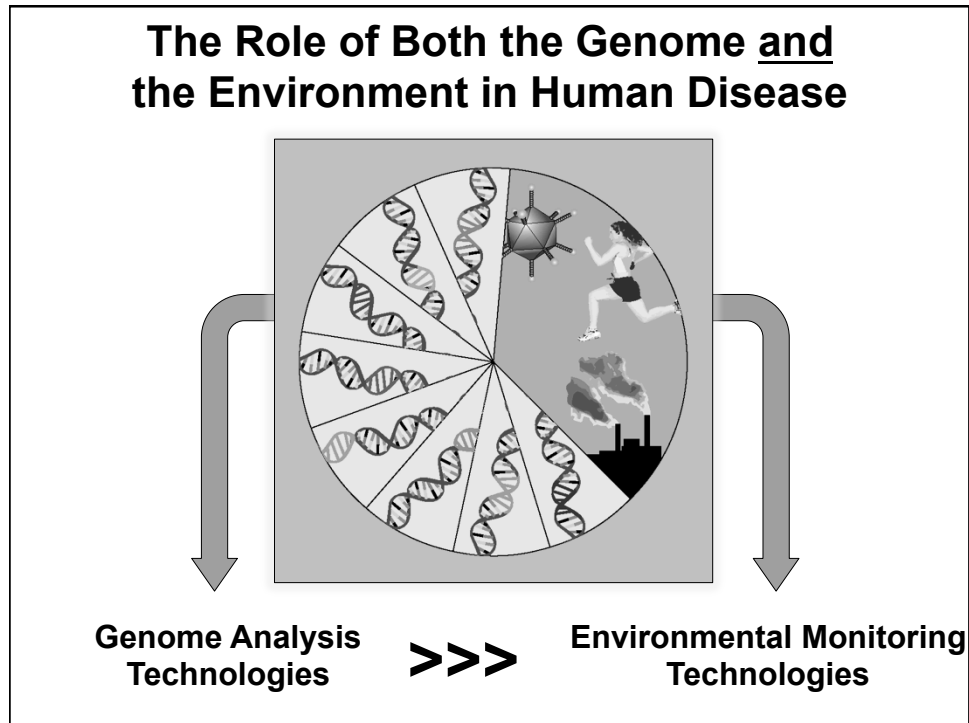 The Role of Both the Genome and
the Environment in Human Disease
Genome Analysis
Technologies
>>>
Environmental Monitoring
Technologies